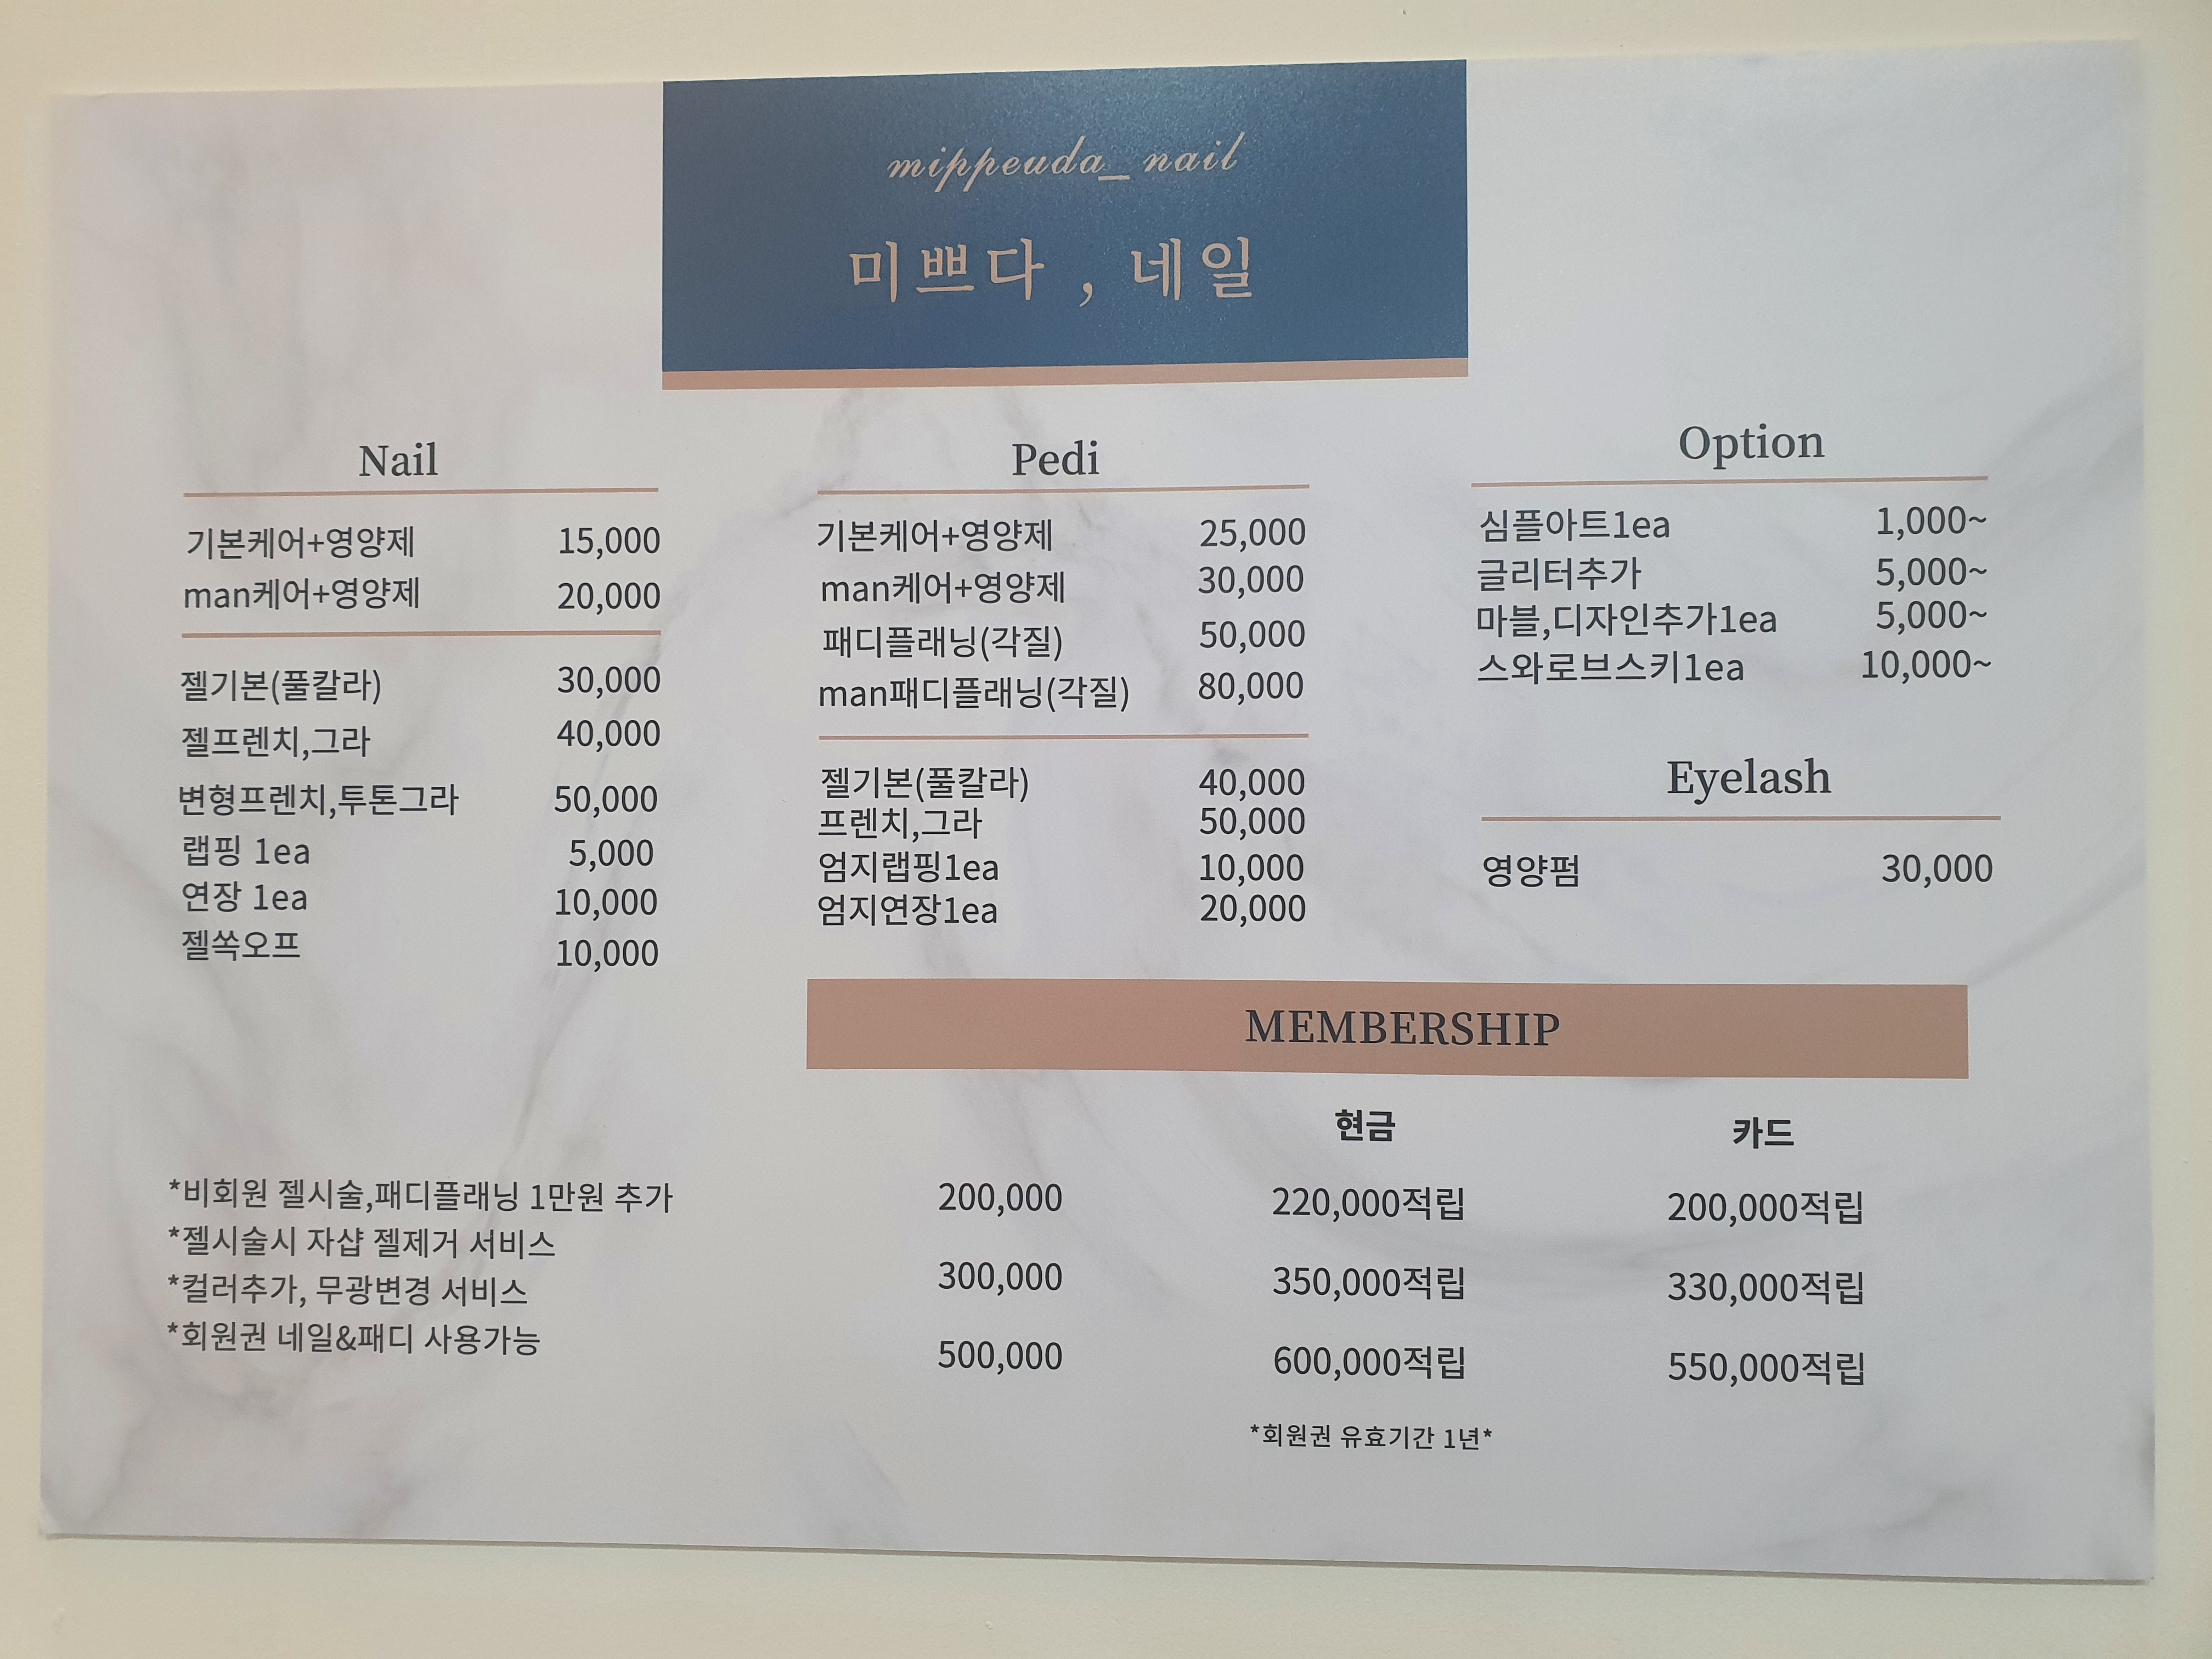 mippeuda_ nail
미쁘다 , 네일
Nail
기본케어+영양제 15,000
man케어+영양제 20,000
젤기본(풀칼라) 30,000
젤프렌치,그라 40,000
변형프렌치,투톤그라 50,000
랩핑 1ea 5,000
연장 1ea 10,000
젤쏙오프 10,000
Pedi
기본케어+영양제 25,000
man케어+영양제 30,000
패디플래닝(각질) 50,000
man패디플래닝(각질) 80,000
젤기본(풀칼라) 40,000
프렌치,그라 50,000
엄지랩핑1ea 10,000
엄지연장1ea 20,000
Option
심플아트1ea 1,000~
글리터추가 5,000~
마블,디자인추가1ea 5,000~
스와로브스키1ea 10,000~
Eyelash
영양펌 30,000
MEMBERSHIP
현금 카드
200,000 220,000적립 200,000적립
300,000 350,000적립 330,000적립
500,000 600,000적립 550,000적립
*회원권 유효기간 1년*
*비회원 젤시술,패디플래닝 1만원 추가
*젤시술시 자샵 젤제거 서비스
*컬러추가, 무광변경 서비스
*회원권 네일&패디 사용가능